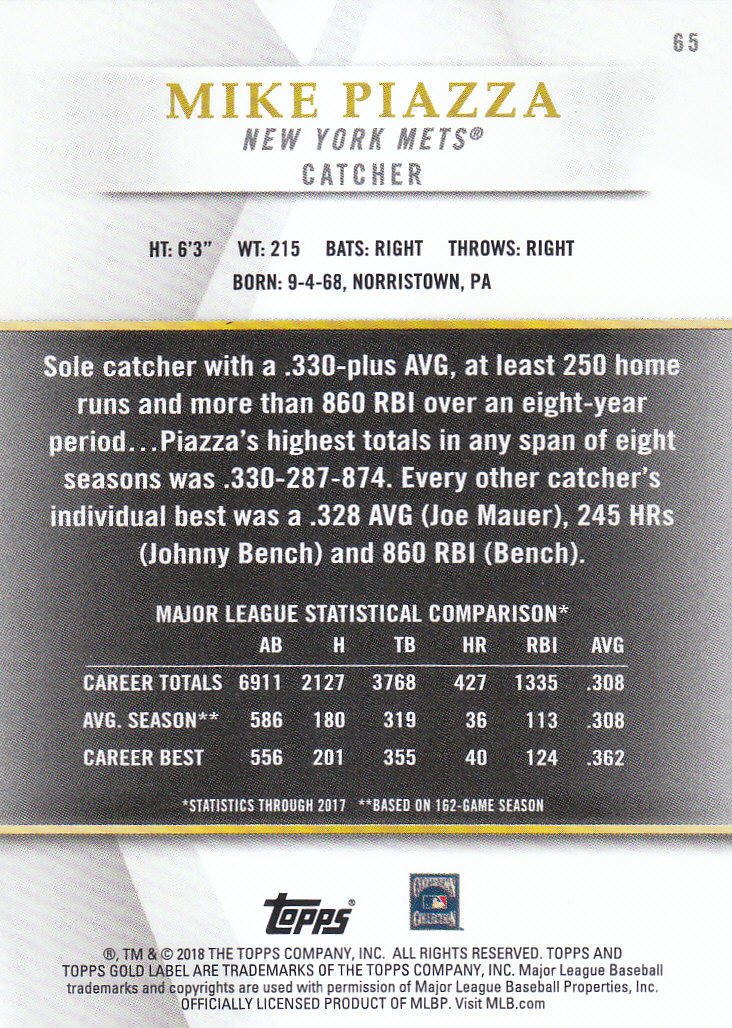 65
MIKE PIAZZA
NEW YORK METS®
CATCHER
HT: 6'3" WT: 215 BATS: RIGHT THROWS: RIGHT
BORN: 9-4-68, NORRISTOWN, PA
Sole catcher with a .330-plus AVG, at least 250 home
runs and more than 860 RBI over an eight-year
period...Piazza's highest totals in any span of eight
seasons was .330-287-874. Every other catcher's
individual best was a .328 AVG (Joe Mauer), 245 HRs
(Johnny Bench) and 860 RBI (Bench).
MAJOR LEAGUE STATISTICAL COMPARISON*
AB H TB HR RBI AVG
CAREER TOTALS 6911 2127 3768 427 1335 .308
AVG. SEASON** 586 180 319 36 113 .308
CAREER BEST 556 201 355 40 124 .362
*STATISTICS THROUGH 2017 **BASED ON 162-GAME SEASON
topps®
®, TM & © 2018 THE TOPPS COMPANY, INC. ALL RIGHTS RESERVED. TOPPS AND
TOPPS GOLD LABEL ARE TRADEMARKS OF THE TOPPS COMPANY, INC. Major League Baseball
trademarks and copyrights are used with permission of Major League Baseball Properties, Inc.
OFFICIALLY LICENSED PRODUCT OF MLBP. Visit MLB.com